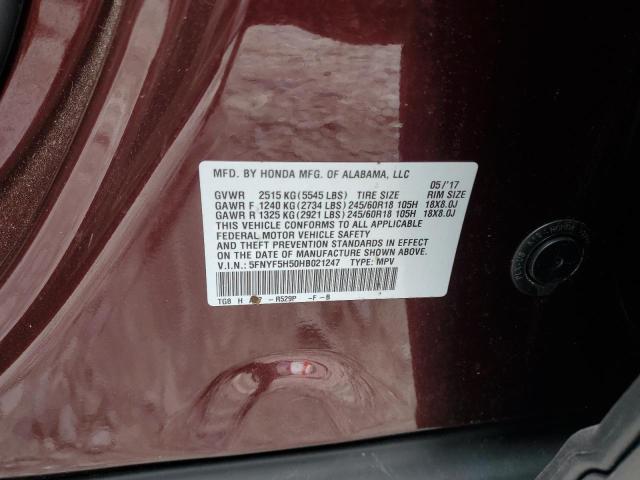 MFD. BY HONDA MFG. OF ALABAMA, LLC 05/'17
GVWR 2515 KG (5545 LBS) TIRE SIZE RIM SIZE
GAWR F 1240 KG (2734 LBS) 245/60R18 105H 18X8.0J
GAWR R 1325 KG (2921 LBS) 245/60R18 105H 18X8.0J
THIS VEHICLE CONFORMS TO ALL APPLICABLE
FEDERAL MOTOR VEHICLE SAFETY
AND THEFT PREVENTION STANDARDS IN EFFECT
ON THE DATE OF MANUFACTURE SHOWN ABOVE.
V.I.N.: 5FNYF5H50HB021247 TYPE: MPV
TG8 H -R529P -F -B